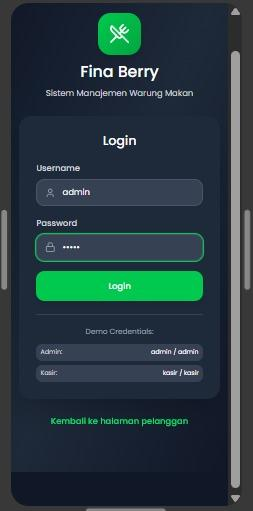 Fina Berry
Sistem Manajemen Warung Makan
Login
Username
admin
Password
•••••
Login
Demo Credentials:
Admin: admin / admin
Kasir: kasir / kasir
Kembali ke halaman pelanggan